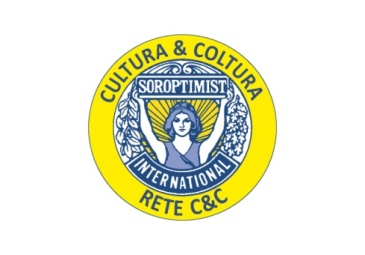 CULTURA & COLTURA
SOROPTIMIST
INTERNATIONAL
RETE C&C